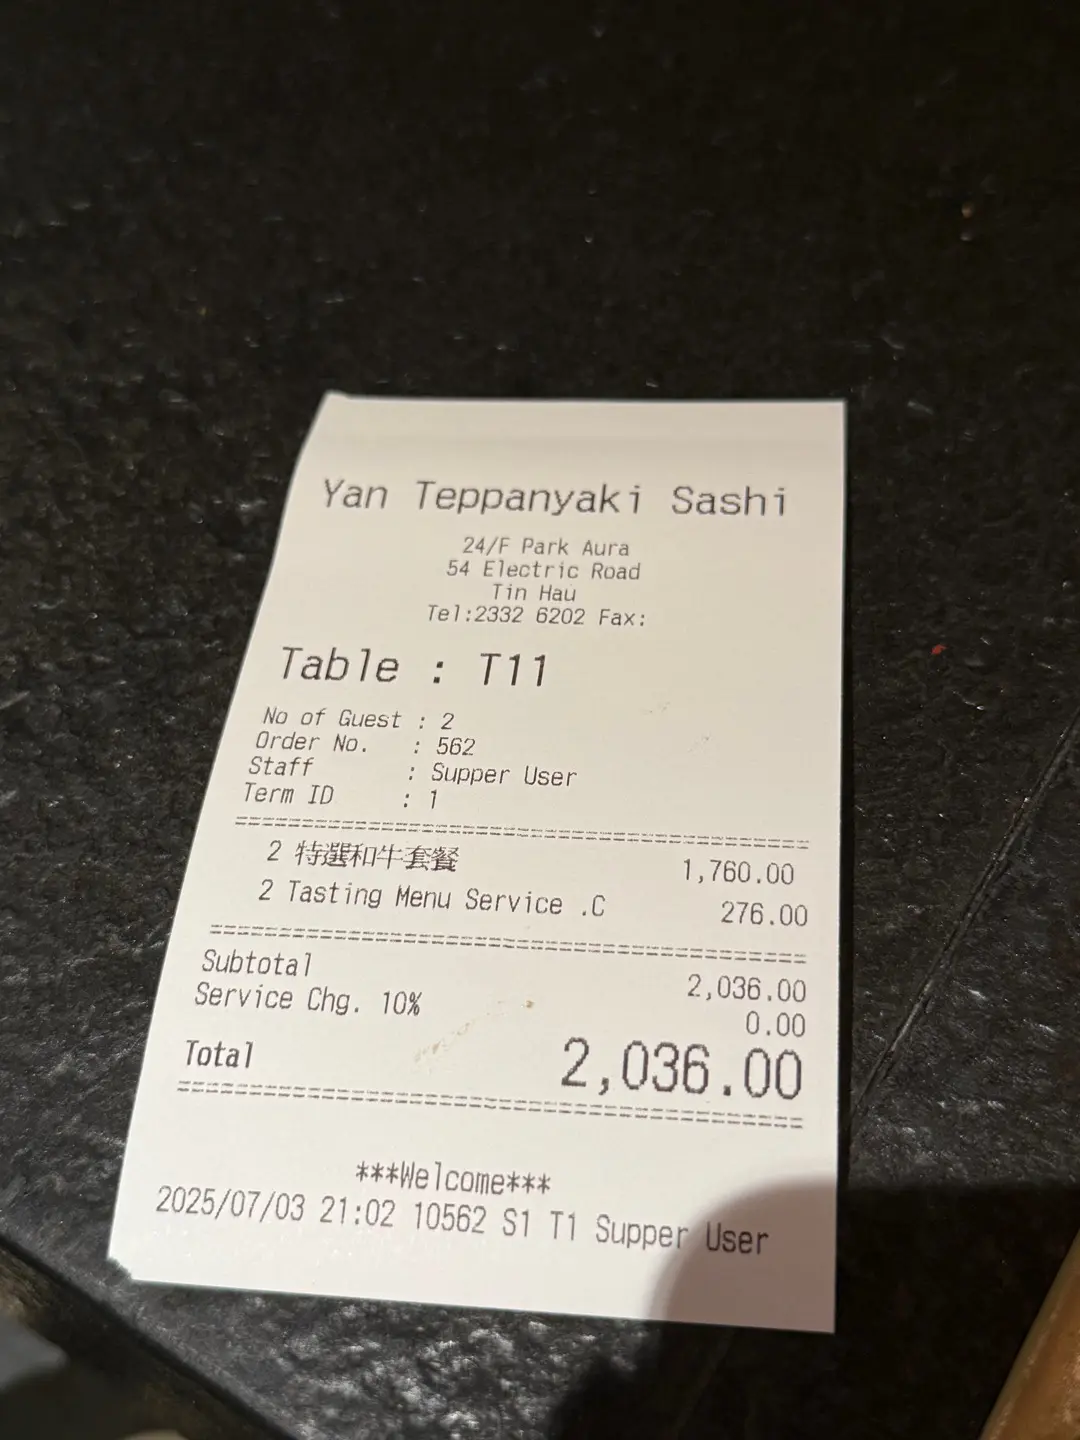 Yan Teppanyaki Sashi
24/F Park Aura
54 Electric Road
Tin Hau
Tel:2332 6202 Fax:
Table : T11
No of Guest : 2
Order No. : 562
Staff : Supper User
Term ID : 1
2 特選和牛套餐 1,760.00
2 Tasting Menu Service .C 276.00
Subtotal 2,036.00
Service Chg. 10% 0.00
Total 2,036.00
***Welcome***
2025/07/03 21:02 10562 S1 T1 Supper User